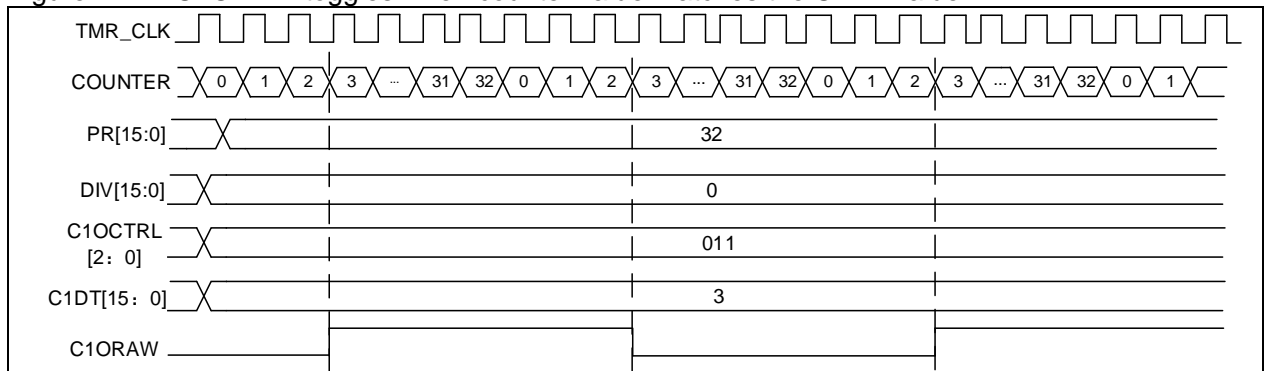 TMR_CLK
COUNTER 0 1 2 3 ... 31 32 0 1 2 3 ... 31 32 0 1 2 3 ... 31 32 0 1
PR[15:0] 32
DIV[15:0] 0
C1OCTRL
[2：0] 011
C1DT[15：0] 3
C1ORAW